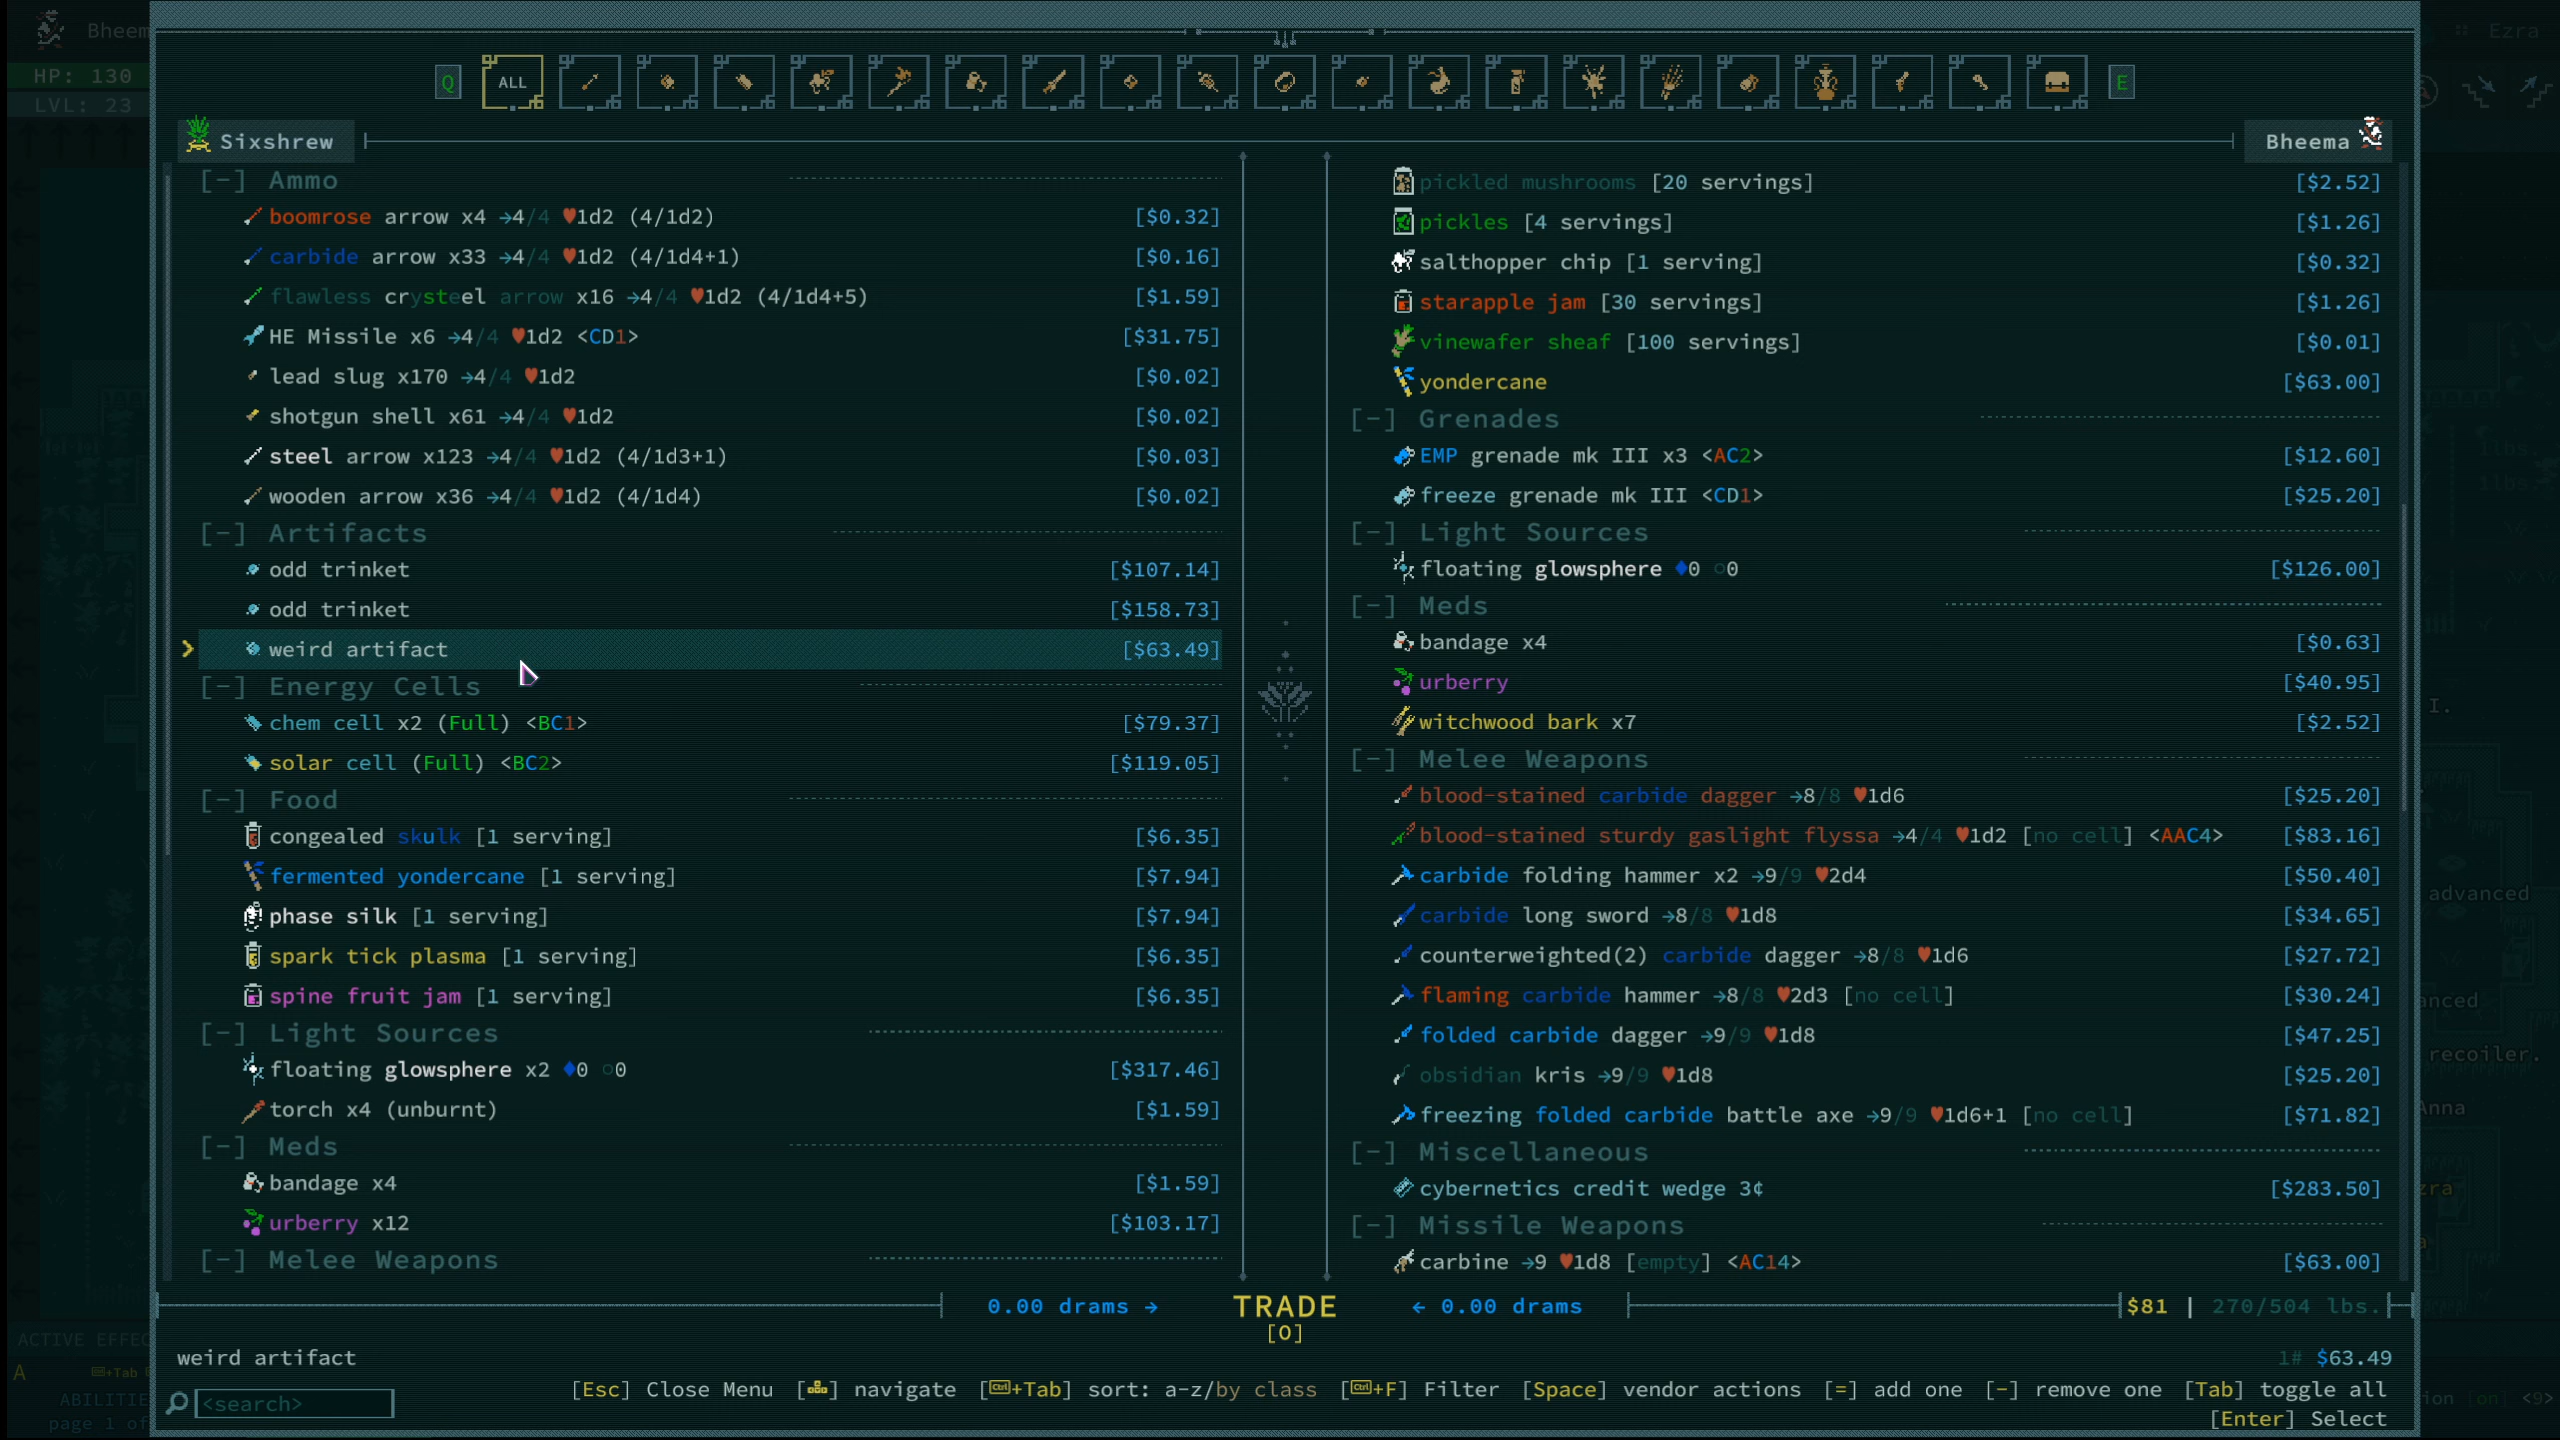 Bheem
HP: 130
LVL: 23
Ezra
Q
ALL
E
Sixshrew
Bheema
[-] Ammo
boomrose arrow x4 →4/4 ♥1d2 (4/1d2) [$0.32]
carbide arrow x33 →4/4 ♥1d2 (4/1d4+1) [$0.16]
flawless crysteel arrow x16 →4/4 ♥1d2 (4/1d4+5) [$1.59]
HE Missile x6 →4/4 ♥1d2 <CD1> [$31.75]
lead slug x170 →4/4 ♥1d2 [$0.02]
shotgun shell x61 →4/4 ♥1d2 [$0.02]
steel arrow x123 →4/4 ♥1d2 (4/1d3+1) [$0.03]
wooden arrow x36 →4/4 ♥1d2 (4/1d4) [$0.02]
[-] Artifacts
odd trinket [$107.14]
odd trinket [$158.73]
> weird artifact [$63.49]
[-] Energy Cells
chem cell x2 (Full) <BC1> [$79.37]
solar cell (Full) <BC2> [$119.05]
[-] Food
congealed skulk [1 serving] [$6.35]
fermented yondercane [1 serving] [$7.94]
phase silk [1 serving] [$7.94]
spark tick plasma [1 serving] [$6.35]
spine fruit jam [1 serving] [$6.35]
[-] Light Sources
floating glowsphere x2 ♦0 ○0 [$317.46]
torch x4 (unburnt) [$1.59]
[-] Meds
bandage x4 [$1.59]
urberry x12 [$103.17]
[-] Melee Weapons
pickled mushrooms [20 servings] [$2.52]
pickles [4 servings] [$1.26]
salthopper chip [1 serving] [$0.32]
starapple jam [30 servings] [$1.26]
vinewafer sheaf [100 servings] [$0.01]
yondercane [$63.00]
[-] Grenades
EMP grenade mk III x3 <AC2> [$12.60]
freeze grenade mk III <CD1> [$25.20]
[-] Light Sources
floating glowsphere ♦0 ○0 [$126.00]
[-] Meds
bandage x4 [$0.63]
urberry [$40.95]
witchwood bark x7 [$2.52]
[-] Melee Weapons
blood-stained carbide dagger →8/8 ♥1d6 [$25.20]
blood-stained sturdy gaslight flyssa →4/4 ♥1d2 [no cell] <AAC4> [$83.16]
carbide folding hammer x2 →9/9 ♥2d4 [$50.40]
carbide long sword →8/8 ♥1d8 [$34.65]
counterweighted(2) carbide dagger →8/8 ♥1d6 [$27.72]
flaming carbide hammer →8/8 ♥2d3 [no cell] [$30.24]
folded carbide dagger →9/9 ♥1d8 [$47.25]
obsidian kris →9/9 ♥1d8 [$25.20]
freezing folded carbide battle axe →9/9 ♥1d6+1 [no cell] [$71.82]
[-] Miscellaneous
cybernetics credit wedge 3¢ [$283.50]
[-] Missile Weapons
carbine →9 ♥1d8 [empty] <AC14> [$63.00]
I.
advanced
anced
recoiler.
Anna
zra
0.00 drams →
TRADE
[O]
← 0.00 drams
$81 | 270/504 lbs.
ACTIVE EFFEC
A
+Tab
ABILITIE
page 1 of
weird artifact
1# $63.49
<search>
[Esc] Close Menu [] navigate [Ctrl+Tab] sort: a-z/by class [Ctrl+F] Filter [Space] vendor actions [=] add one [-] remove one [Tab] toggle all
[Enter] Select
ion [on] <9>